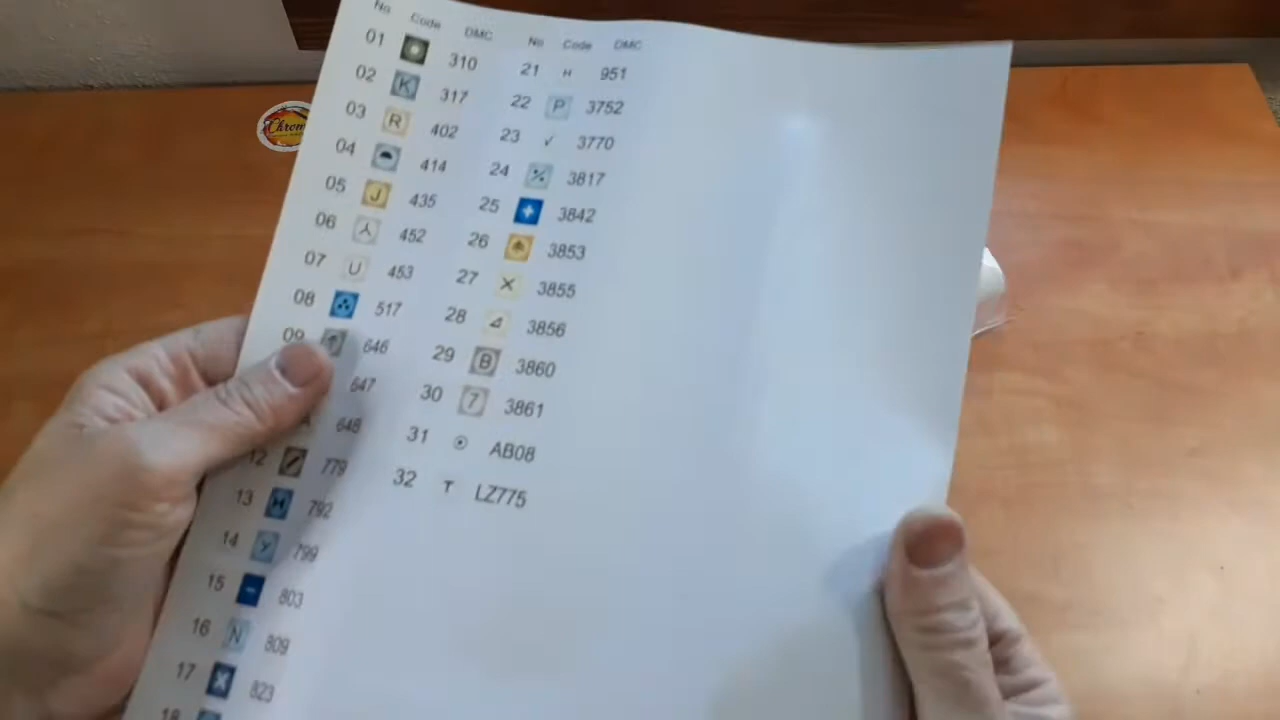 Chrom
No Code DMC
01 310
02 K 317
03 R 402
04 414
05 J 435
06 452
07 U 453
08 517
09 646
647
648
12 779
13 H 792
14 Y 799
15 - 803
16 N 809
17 X 823
18
No Code DMC
21 H 951
22 P 3752
23 ✓ 3770
24 ⁒ 3817
25 + 3842
26 3853
27 X 3855
28 ⊿ 3856
29 B 3860
30 7 3861
31 ⊙ AB08
32 T LZ775